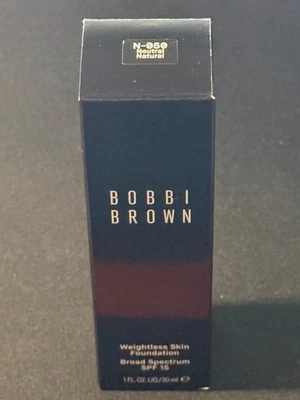 N-050
Neutral
Natural
BOBBI
BROWN
Weightless Skin
Foundation
Broad Spectrum
SPF 15
1 FL.OZ.LIQ./30 ml e